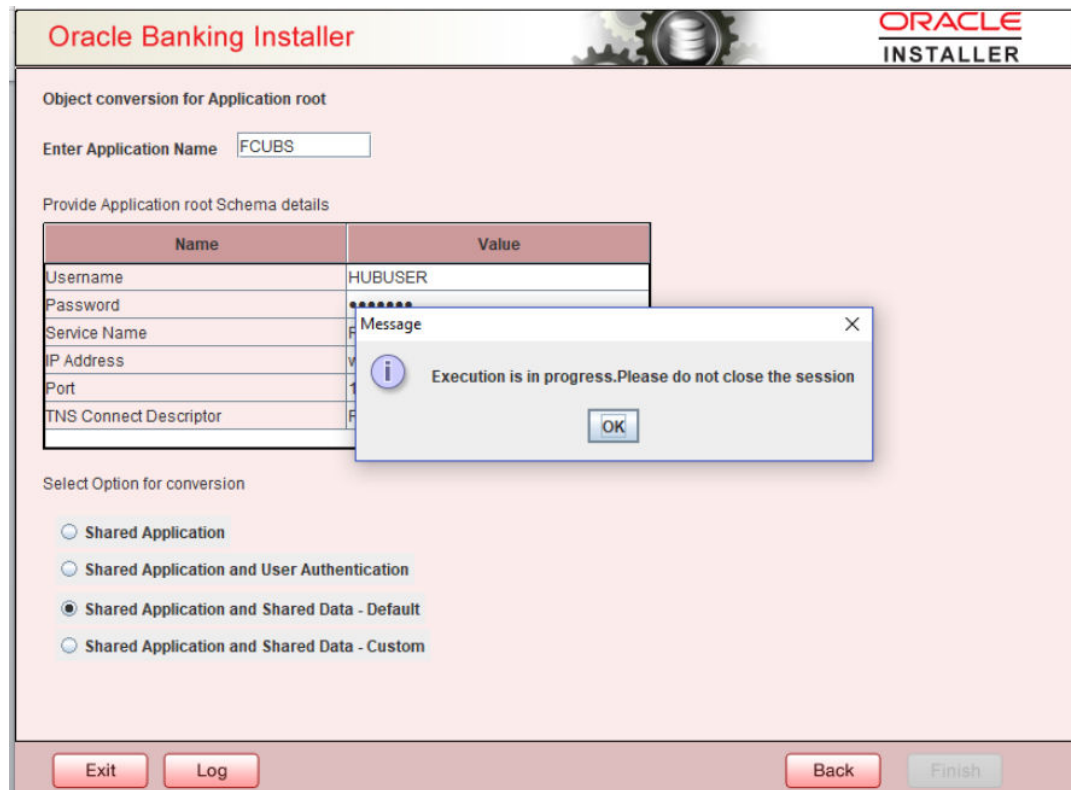 Oracle Banking Installer
ORACLE
INSTALLER
Object conversion for Application root
Enter Application Name FCUBS
Provide Application root Schema details
Name Value
Username HUBUSER
Password •••••••
Service Name
IP Address
Port
TNS Connect Descriptor
Message
Execution is in progress.Please do not close the session
OK
Select Option for conversion
Shared Application
Shared Application and User Authentication
Shared Application and Shared Data - Default
Shared Application and Shared Data - Custom
Exit Log Back Finish